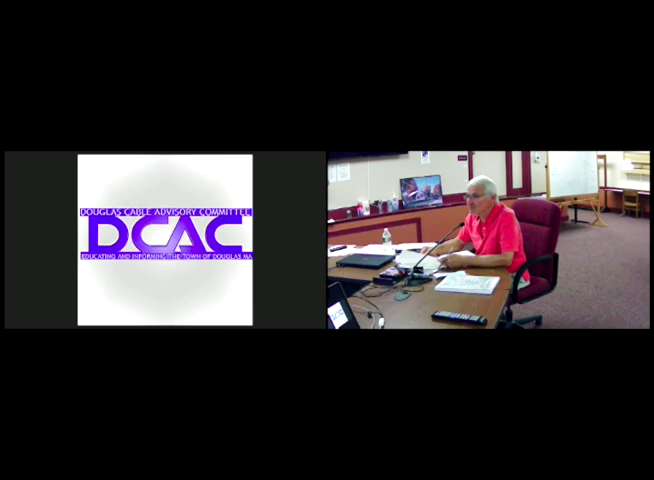 DOUGLAS CABLE ADVISORY COMMITTEE
DCAC
EDUCATING AND INFORMING THE TOWN OF DOUGLAS MA